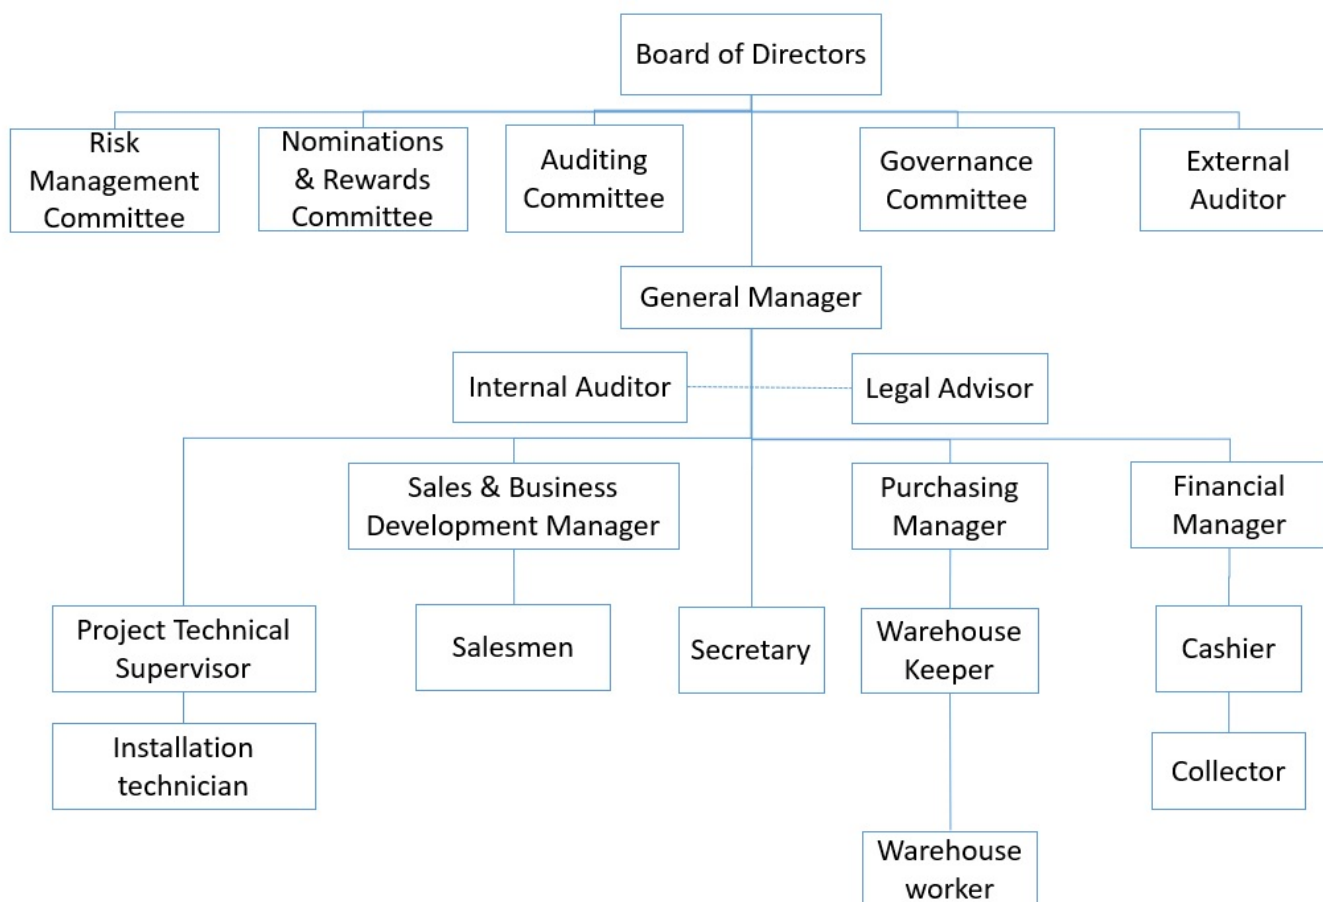 Board of Directors
Risk
Management
Committee
Nominations
& Rewards
Committee
Auditing
Committee
Governance
Committee
External
Auditor
General Manager
Internal Auditor
Legal Advisor
Sales & Business
Development Manager
Purchasing
Manager
Financial
Manager
Project Technical
Supervisor
Salesmen
Secretary
Warehouse
Keeper
Cashier
Installation
technician
Collector
Warehouse
worker